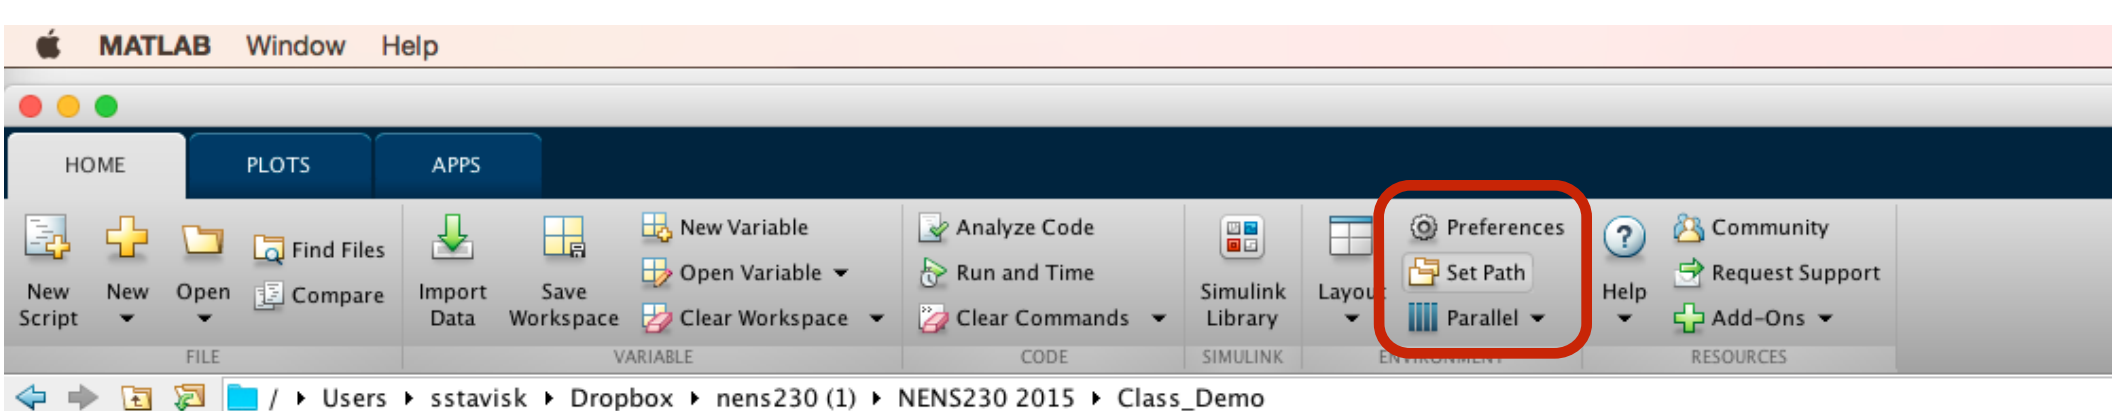 MATLAB Window Help
HOME PLOTS APPS
New Script
New
Open
Find Files
Compare
FILE
Import Data
Save Workspace
New Variable
Open Variable
Clear Workspace
VARIABLE
Analyze Code
Run and Time
Clear Commands
CODE
Simulink Library
SIMULINK
Layout
Preferences
Set Path
Parallel
ENVIRONMENT
Help
Community
Request Support
Add-Ons
RESOURCES
/ Users sstavisk Dropbox nens230 (1) NENS230 2015 Class_Demo